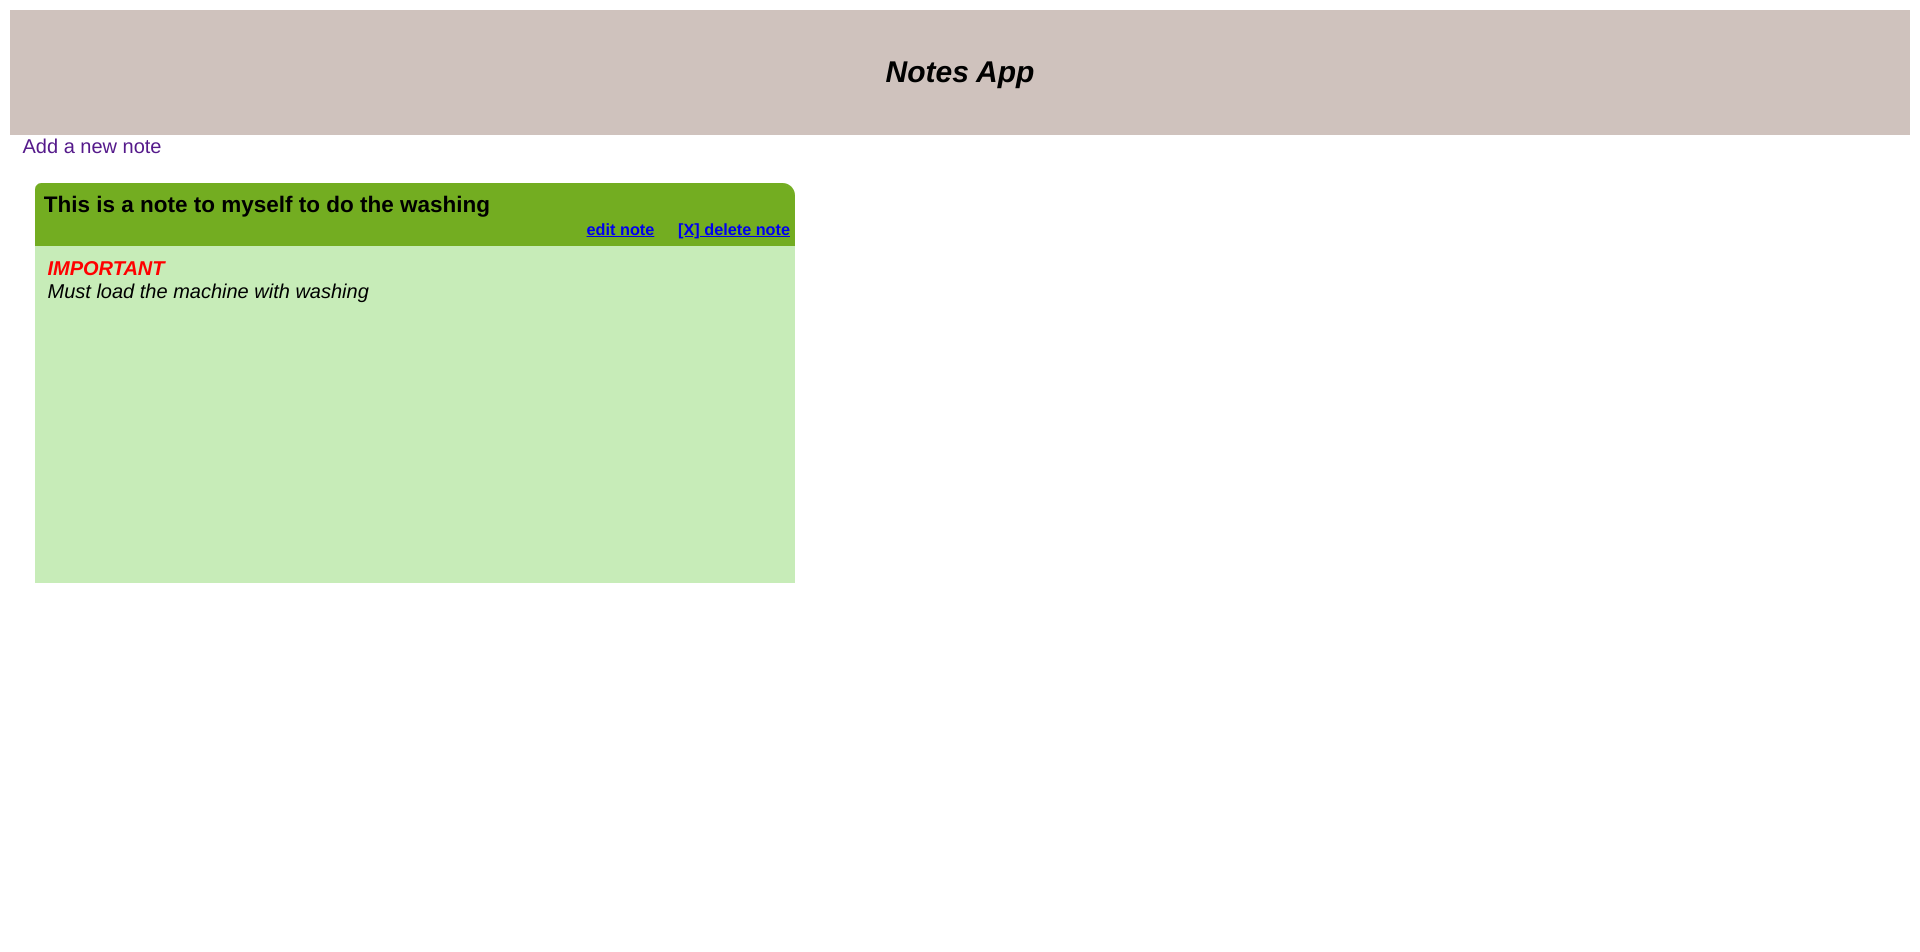 Notes App
Add a new note
This is a note to myself to do the washing
edit note [X] delete note
IMPORTANT
Must load the machine with washing